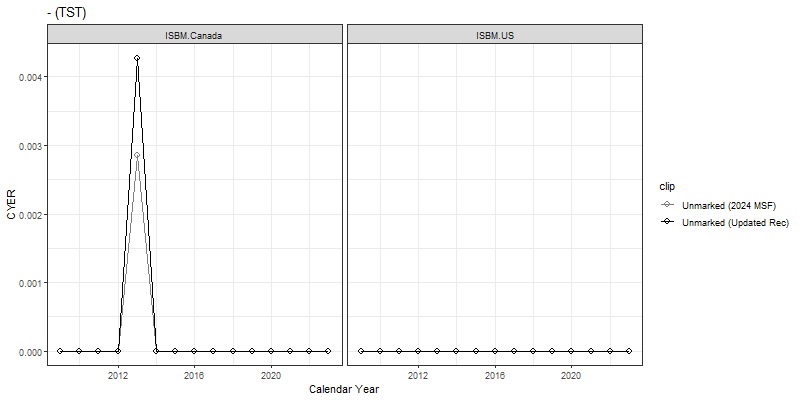 - (TST)
ISBM.Canada
ISBM.US
CYER
0.004
0.003
0.002
0.001
0.000
2012
2016
2020
2012
2016
2020
Calendar Year
clip
Unmarked (2024 MSF)
Unmarked (Updated Rec)